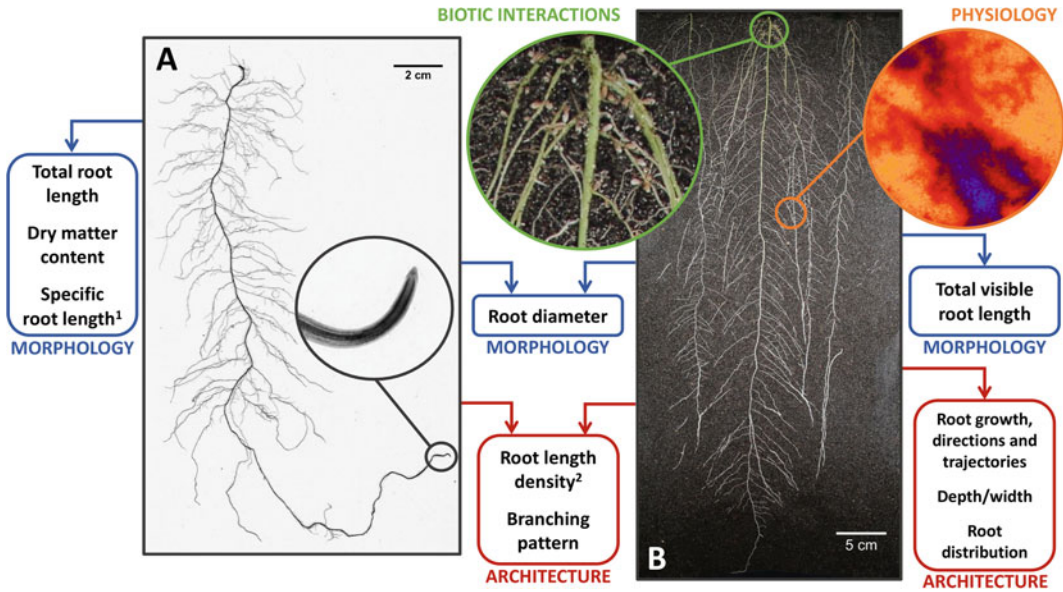 BIOTIC INTERACTIONS
PHYSIOLOGY
A
2 cm
Total root
length
Dry matter
content
Specific
root length¹
MORPHOLOGY
Root diameter
MORPHOLOGY
Total visible
root length
MORPHOLOGY
Root length
density²
Branching
pattern
ARCHITECTURE
B
5 cm
Root growth,
directions and
trajectories
Depth/width
Root
distribution
ARCHITECTURE